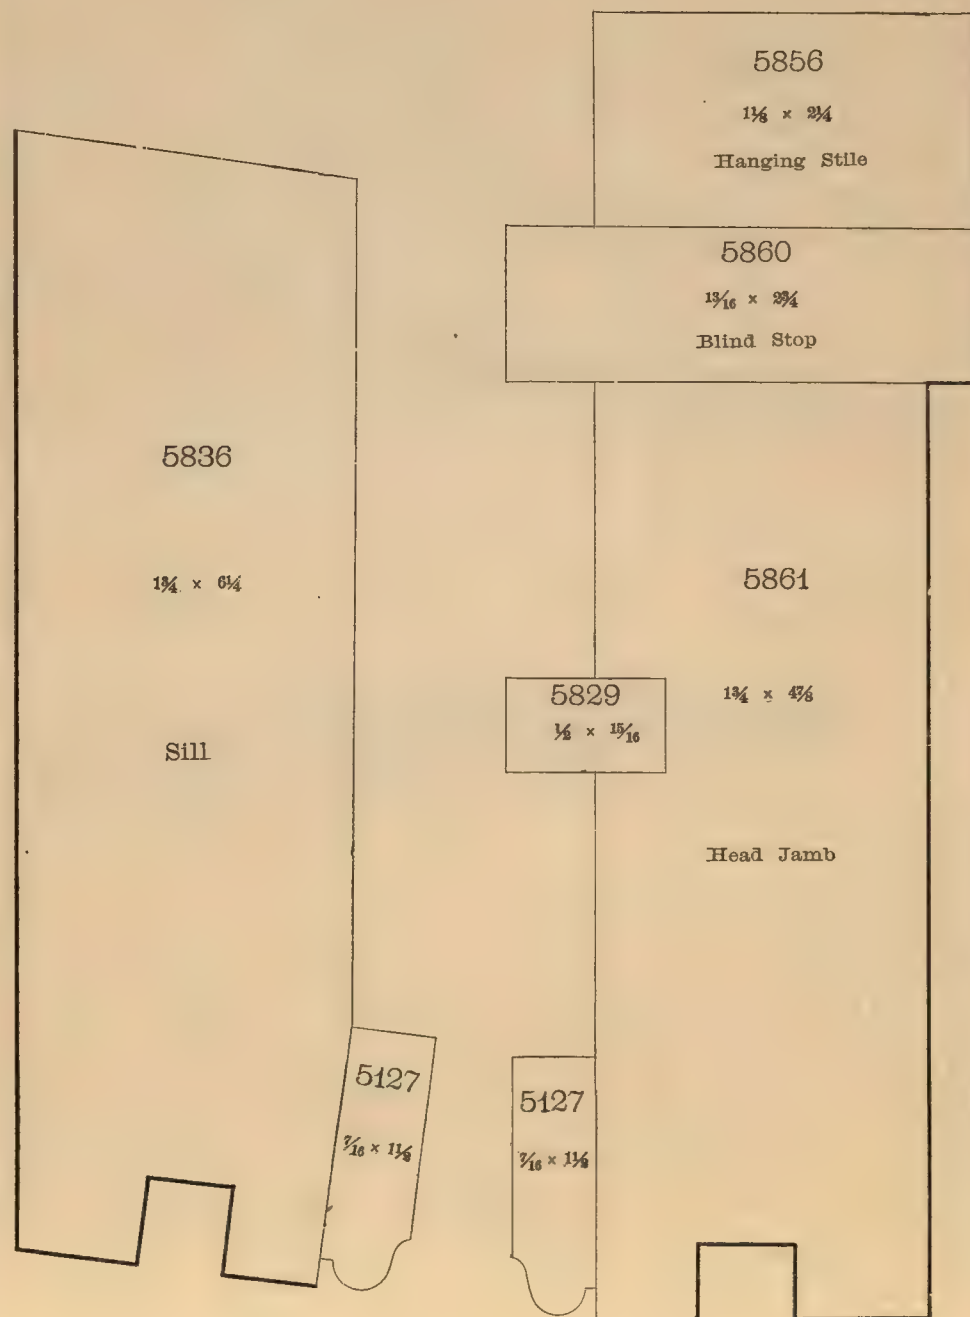 5856
1⅛ × 2¼
Hanging Stile
5860
13/16 × 2¾
Blind Stop
5836
1¾ × 6¼
Sill
5829
½ × 15/16
5861
1¾ × 4⅞
Head Jamb
5127
7/16 × 1½
5127
7/16 × 1½